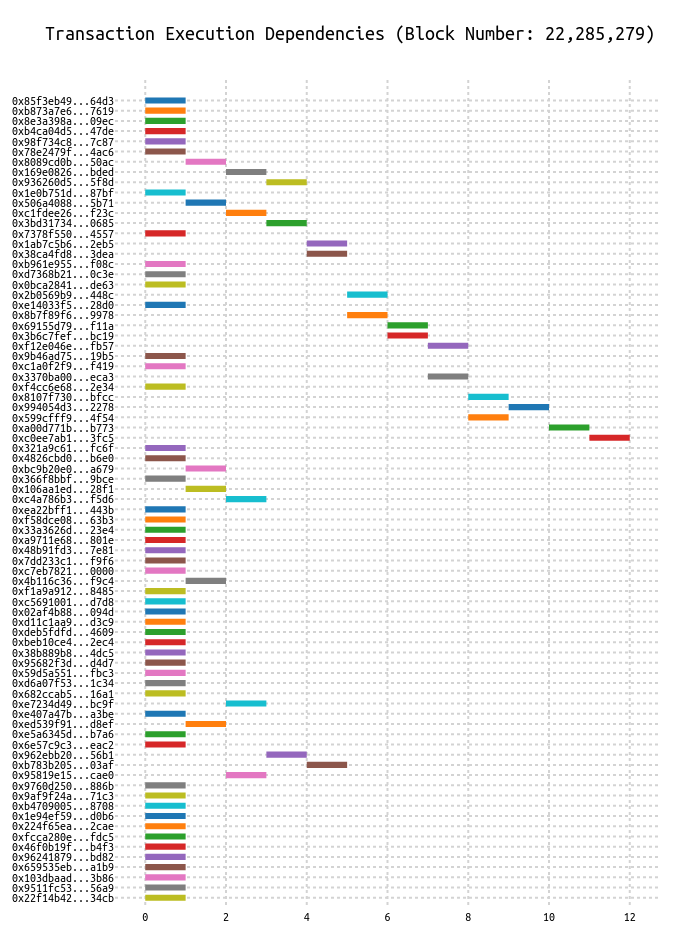 Transaction Execution Dependencies (Block Number: 22,285,279)
0x85f3eb49...64d3
0xb873a7e6...7619
0x8e3a398a...09ec
0xb4ca04d5...47de
0x98f734c8...7c87
0x78e2479f...4ac6
0x8089cd0b...50ac
0x169e0826...bded
0x936260d5...5f8d
0x1e0b751d...87bf
0x506a4088...5b71
0xc1fdee26...f23c
0x3bd31734...0685
0x7378f550...4557
0x1ab7c5b6...2eb5
0x38ca4fd8...3dea
0xb961e955...f08c
0xd7368b21...0c3e
0x0bca2841...de63
0x2b0569b9...448c
0xe14033f5...28d0
0x8b7f89f6...9978
0x69155d79...f11a
0x3b6c7fef...bc19
0xf12e046e...fb57
0x9b46ad75...19b5
0xc1a0f2f9...f419
0x3370ba00...eca3
0xf4cc6e68...2e34
0x8107f730...bfcc
0x994054d3...2278
0x599cfff9...4f54
0xa00d771b...b773
0xc0ee7ab1...3fc5
0x321a9c61...fc6f
0x4826cbd0...b6e0
0xbc9b20e0...a679
0x366f8bbf...9bce
0x106aa1ed...28f1
0xc4a786b3...f5d6
0xea22bff1...443b
0xf58dce08...63b3
0x33a3626d...23e4
0xa9711e68...801e
0x48b91fd3...7e81
0x7dd233c1...f9f6
0xc7eb7821...0000
0x4b116c36...f9c4
0xf1a9a912...8485
0xc5691001...d7d8
0x02af4b88...094d
0xd11c1aa9...d3c9
0xdeb5fdfd...4609
0xbeb10ce4...2ec4
0x38b889b8...4dc5
0x95682f3d...d4d7
0x59d5a551...fbc3
0xd6a07f53...1c34
0x682ccab5...16a1
0xe7234d49...bc9f
0xe407a47b...a3be
0xed539f91...d8ef
0xe5a6345d...b7a6
0x6e57c9c3...eac2
0x962ebb20...56b1
0xb783b205...03af
0x95819e15...cae0
0x9760d250...886b
0x9af9f24a...71c3
0xb4709005...8708
0x1e94ef59...d0b6
0x224f65ea...2cae
0xfcca280e...fdc5
0x46f0b19f...b4f3
0x96241879...bd82
0x659535eb...a1b9
0x103dbaad...3b86
0x9511fc53...56a9
0x22f14b42...34cb
0 2 4 6 8 10 12